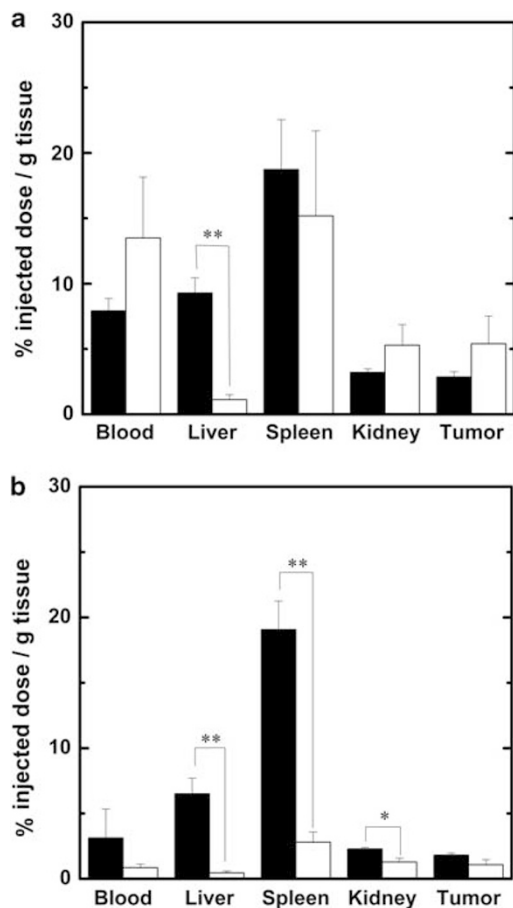 a
% injected dose / g tissue
30
20
10
0
**
Blood Liver Spleen Kidney Tumor
b
% injected dose / g tissue
30
20
10
0
**
**
*
Blood Liver Spleen Kidney Tumor